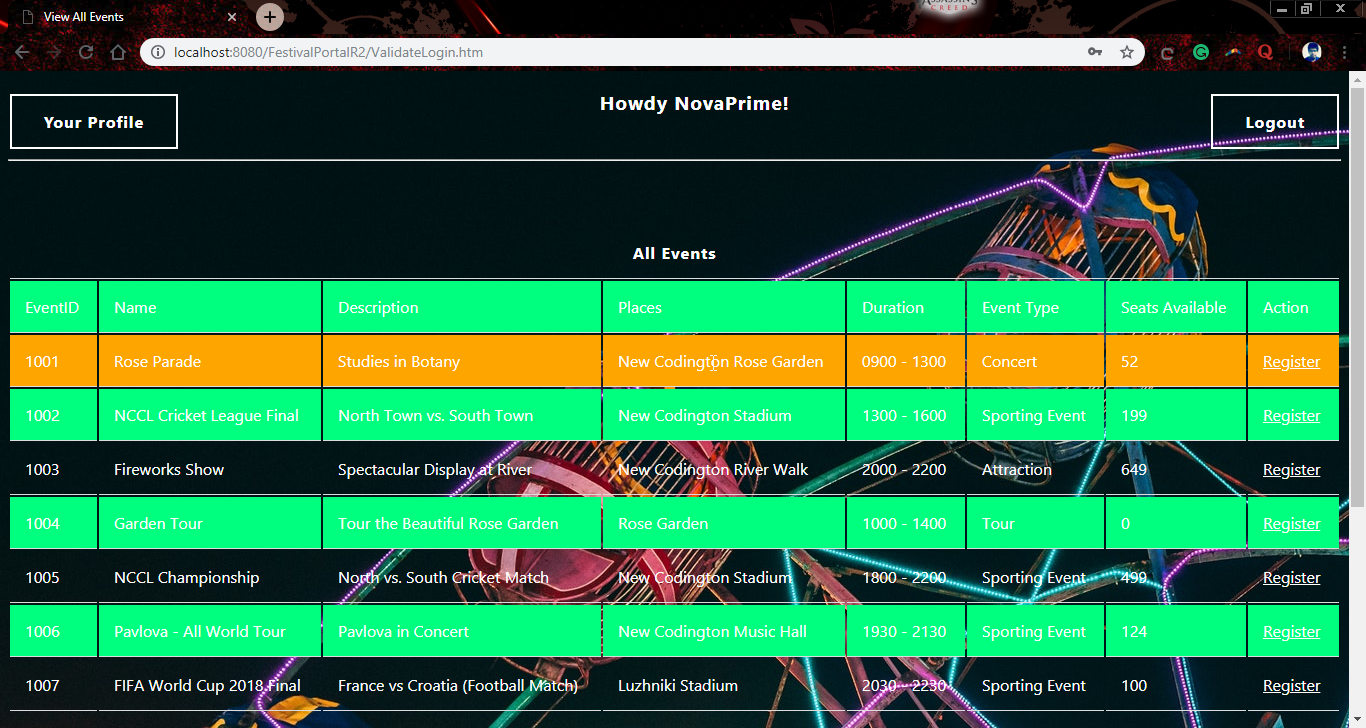 View All Events
localhost:8080/FestivalPortalR2/ValidateLogin.htm
Howdy NovaPrime!
Your Profile
Logout
All Events
EventID Name Description Places Duration Event Type Seats Available Action
1001 Rose Parade Studies in Botany New Codington Rose Garden 0900 - 1300 Concert 52 Register
1002 NCCL Cricket League Final North Town vs. South Town New Codington Stadium 1300 - 1600 Sporting Event 199 Register
1003 Fireworks Show Spectacular Display at River New Codington River Walk 2000 - 2200 Attraction 649 Register
1004 Garden Tour Tour the Beautiful Rose Garden Rose Garden 1000 - 1400 Tour 0 Register
1005 NCCL Championship North vs. South Cricket Match New Codington Stadium 1800 - 2200 Sporting Event 499 Register
1006 Pavlova - All World Tour Pavlova in Concert New Codington Music Hall 1930 - 2130 Sporting Event 124 Register
1007 FIFA World Cup 2018 Final France vs Croatia (Football Match) Luzhniki Stadium 2030 - 2230 Sporting Event 100 Register